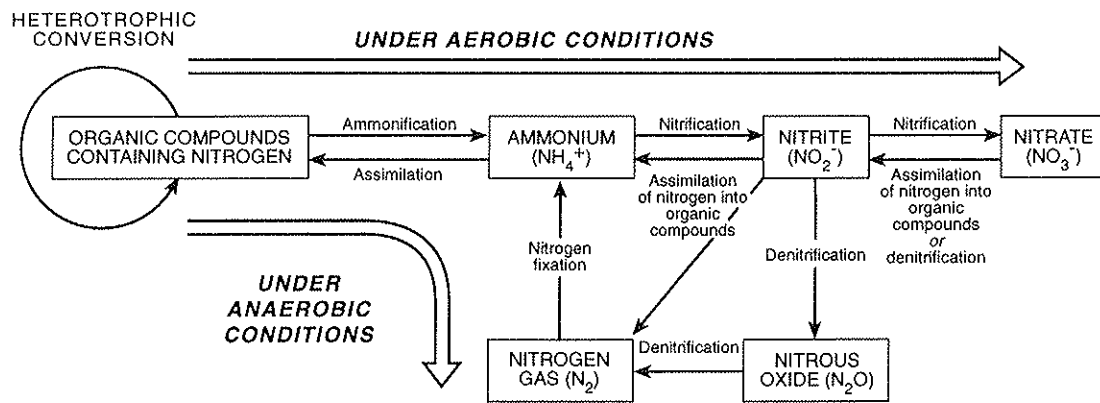 HETEROTROPHIC
CONVERSION
UNDER AEROBIC CONDITIONS
ORGANIC COMPOUNDS
CONTAINING NITROGEN
Ammonification
Assimilation
AMMONIUM
(NH₄⁺)
Nitrification
NITRITE
(NO₂⁻)
Nitrification
NITRATE
(NO₃⁻)
Assimilation
of nitrogen into
organic
compounds
Assimilation
of nitrogen into
organic
compounds
or
denitrification
Nitrogen
fixation
Denitrification
UNDER
ANAEROBIC
CONDITIONS
NITROGEN
GAS (N₂)
Denitrification
NITROUS
OXIDE (N₂O)